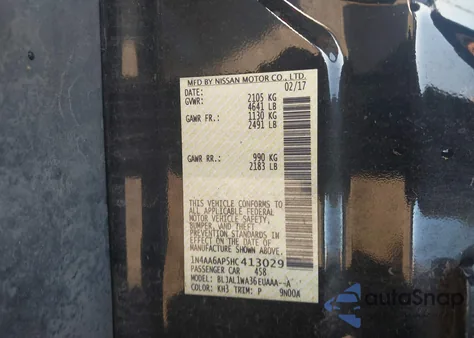 MFD BY NISSAN MOTOR CO., LTD.
DATE: 02/17
GVWR: 2105 KG
4641 LB
GAWR FR.: 1130 KG
2491 LB
GAWR RR.: 990 KG
2183 LB
THIS VEHICLE CONFORMS TO
ALL APPLICABLE FEDERAL
MOTOR VEHICLE SAFETY,
BUMPER, AND THEFT
PREVENTION STANDARDS IN
EFFECT ON THE DATE OF
MANUFACTURE SHOWN ABOVE.
1N4AA6AP5HC413029
PASSENGER CAR 458
MODEL: BLJALIWA36EUAAA--A
COLOR: KH3 TRIM: P 9N00A
autoSnap